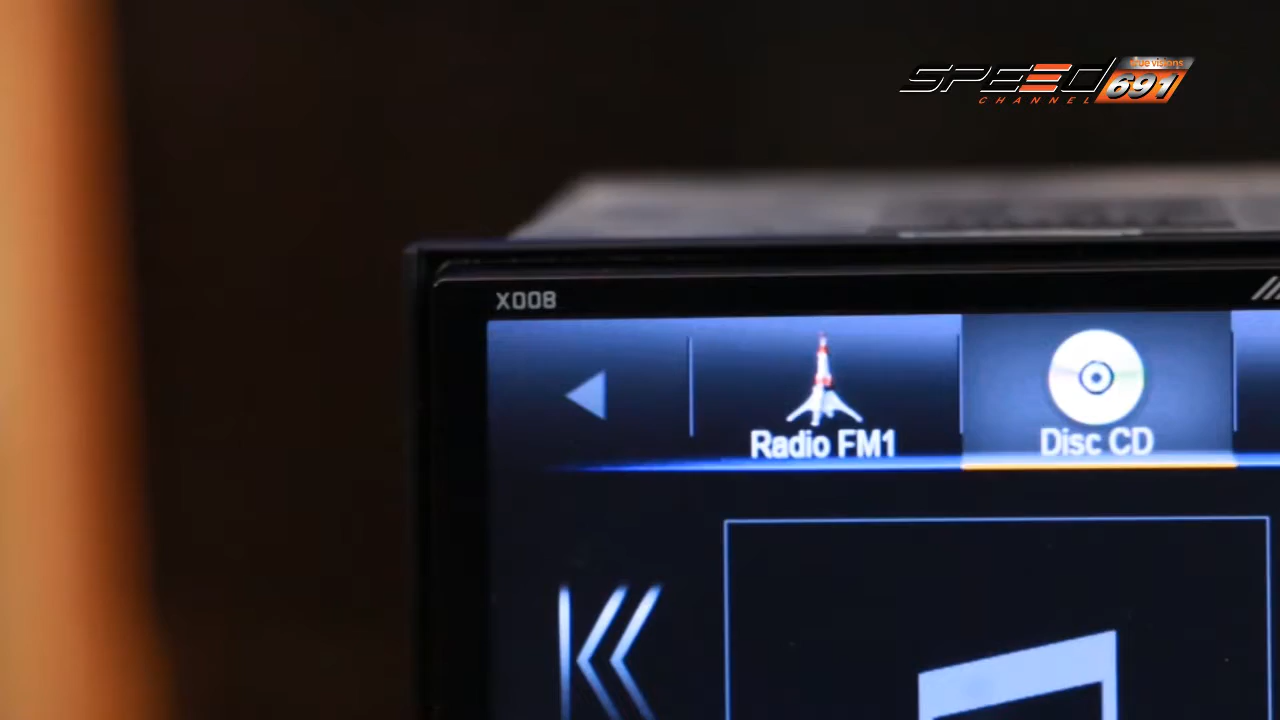 SPEED
true visions
CHANNEL
691
X008
Radio FM1
Disc CD